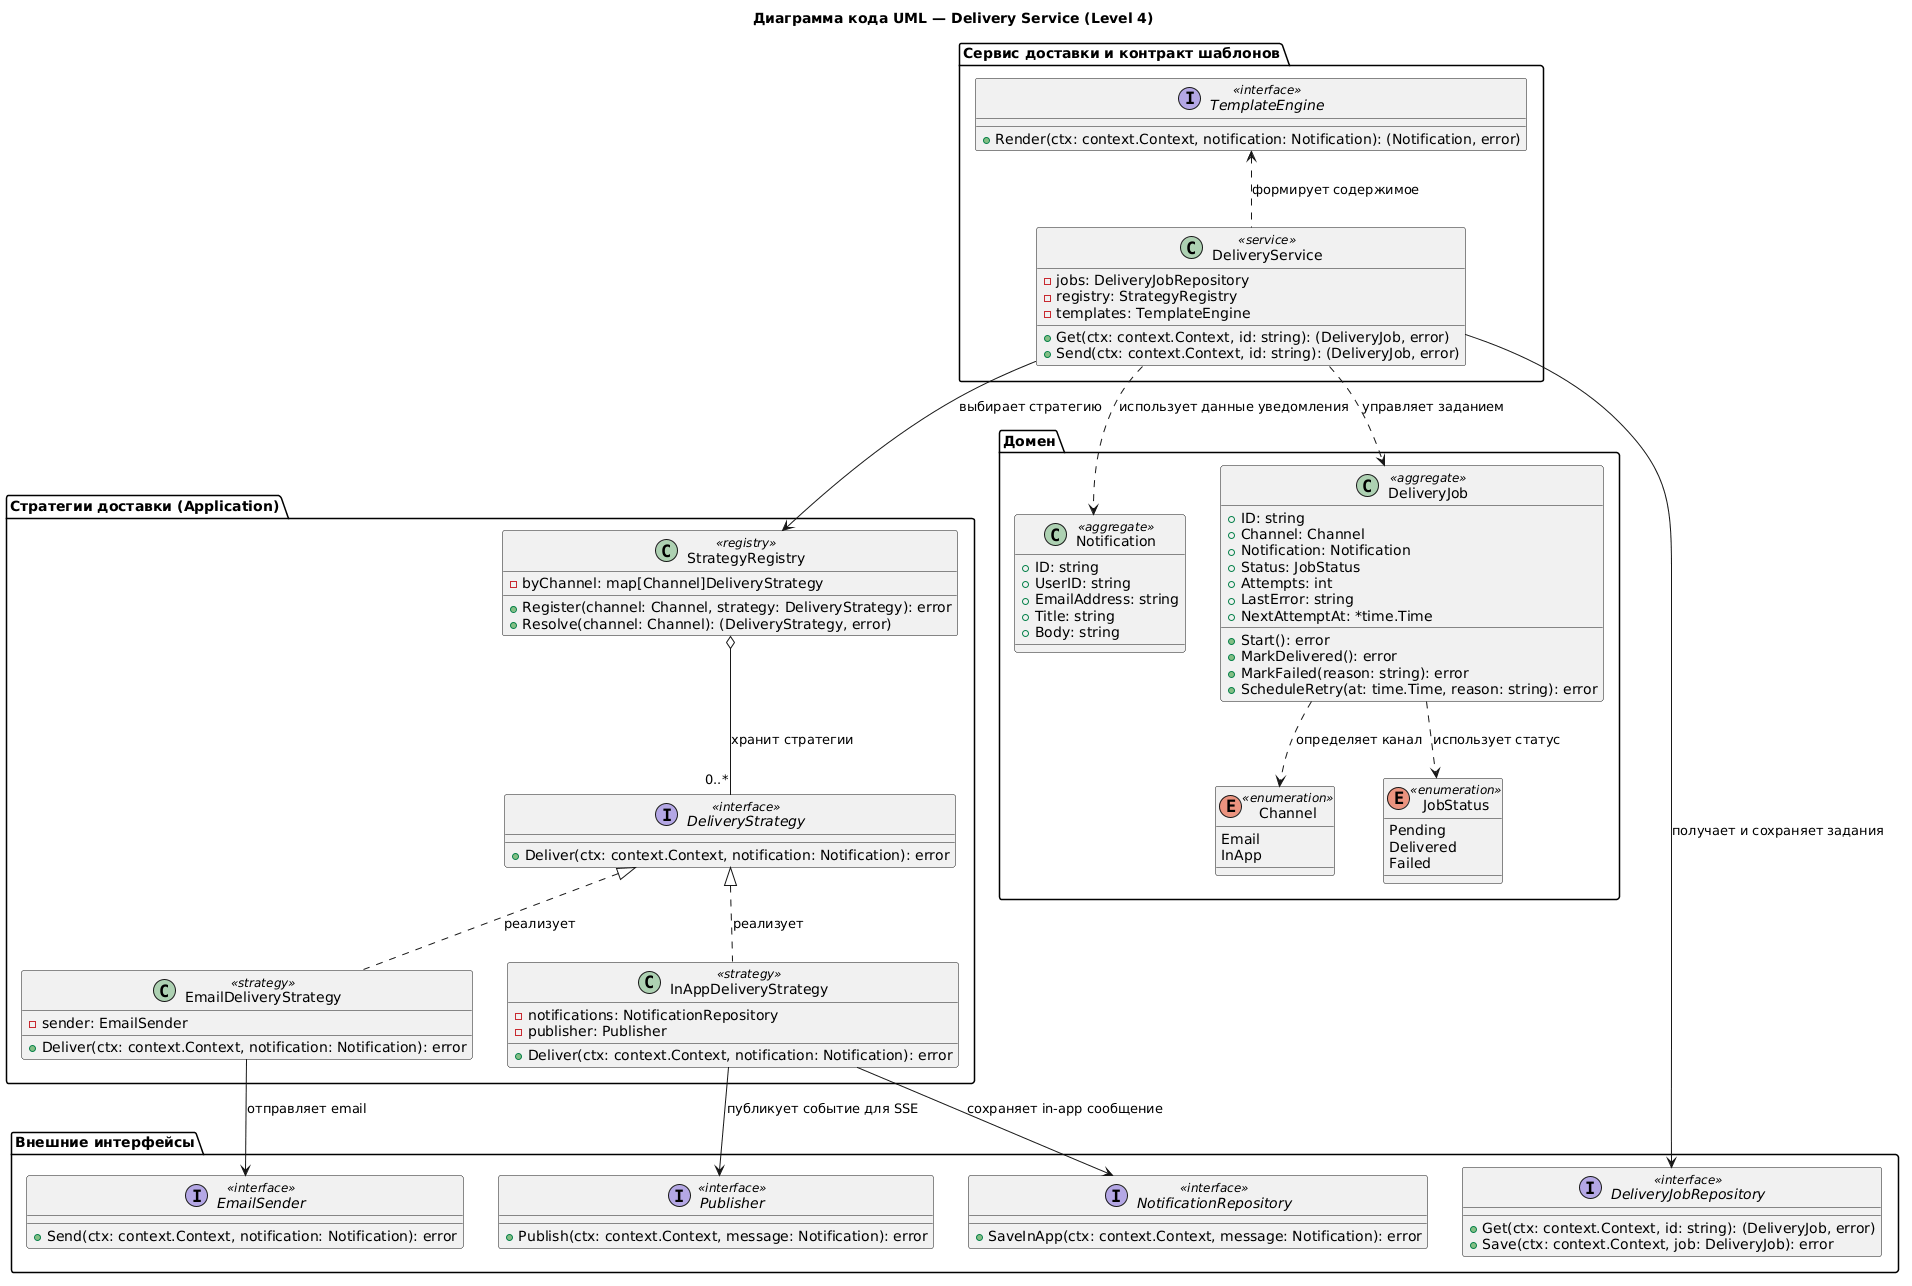 Диаграмма кода UML — Delivery Service (Level 4)
Сервис доставки и контракт шаблонов
«interface»
I TemplateEngine
Render(ctx: context.Context, notification: Notification): (Notification, error)
формирует содержимое
«service»
C DeliveryService
jobs: DeliveryJobRepository
registry: StrategyRegistry
templates: TemplateEngine
Get(ctx: context.Context, id: string): (DeliveryJob, error)
Send(ctx: context.Context, id: string): (DeliveryJob, error)
выбирает стратегию
использует данные уведомления
управляет заданием
Домен
«aggregate»
C DeliveryJob
ID: string
Channel: Channel
Notification: Notification
Status: JobStatus
Attempts: int
LastError: string
NextAttemptAt: *time.Time
Start(): error
MarkDelivered(): error
MarkFailed(reason: string): error
ScheduleRetry(at: time.Time, reason: string): error
«aggregate»
C Notification
ID: string
UserID: string
EmailAddress: string
Title: string
Body: string
определяет канал
использует статус
«enumeration»
E Channel
Email
InApp
«enumeration»
E JobStatus
Pending
Delivered
Failed
получает и сохраняет задания
Стратегии доставки (Application)
«registry»
C StrategyRegistry
byChannel: map[Channel]DeliveryStrategy
Register(channel: Channel, strategy: DeliveryStrategy): error
Resolve(channel: Channel): (DeliveryStrategy, error)
хранит стратегии
0..*
«interface»
I DeliveryStrategy
Deliver(ctx: context.Context, notification: Notification): error
реализует
реализует
«strategy»
C EmailDeliveryStrategy
sender: EmailSender
Deliver(ctx: context.Context, notification: Notification): error
«strategy»
C InAppDeliveryStrategy
notifications: NotificationRepository
publisher: Publisher
Deliver(ctx: context.Context, notification: Notification): error
отправляет email
публикует событие для SSE
сохраняет in-app сообщение
Внешние интерфейсы
«interface»
I EmailSender
Send(ctx: context.Context, notification: Notification): error
«interface»
I Publisher
Publish(ctx: context.Context, message: Notification): error
«interface»
I NotificationRepository
SaveInApp(ctx: context.Context, message: Notification): error
«interface»
I DeliveryJobRepository
Get(ctx: context.Context, id: string): (DeliveryJob, error)
Save(ctx: context.Context, job: DeliveryJob): error